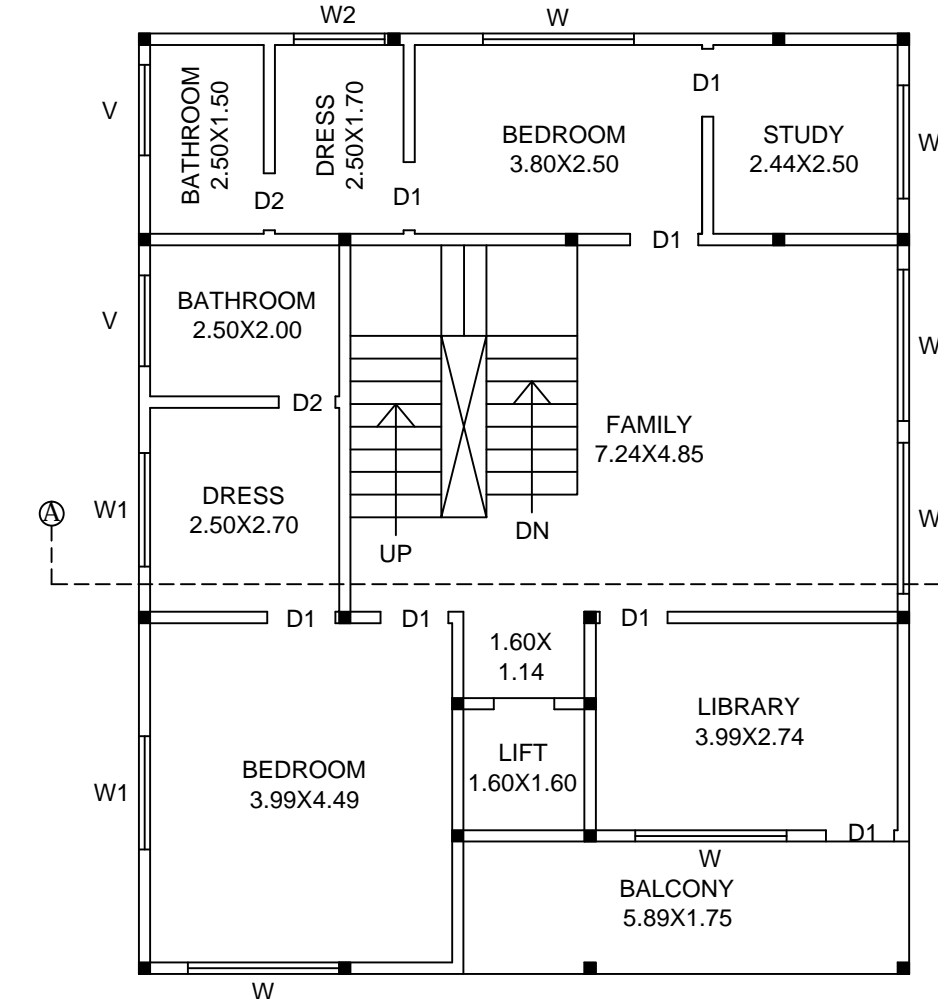 W2
W
V
BATHROOM
2.50X1.50
DRESS
2.50X1.70
D2
D1
BEDROOM
3.80X2.50
D1
STUDY
2.44X2.50
W
D1
BATHROOM
2.50X2.00
V
D2
W
FAMILY
7.24X4.85
DRESS
2.50X2.70
W1
A
UP
DN
W
D1
D1
D1
1.60X
1.14
LIBRARY
3.99X2.74
LIFT
1.60X1.60
BEDROOM
3.99X4.49
W1
D1
W
BALCONY
5.89X1.75
W